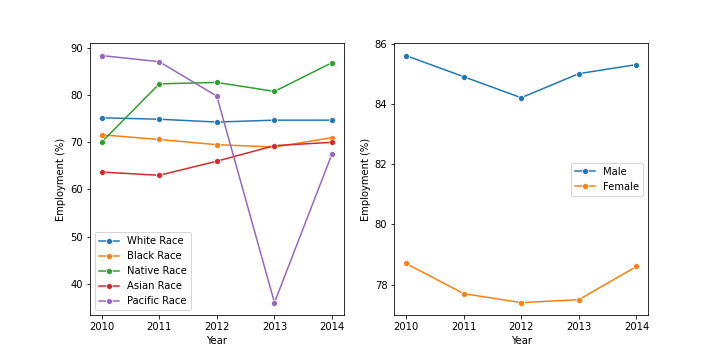 90
80
70
60
50
40
Employment (%)
White Race
Black Race
Native Race
Asian Race
Pacific Race
2010 2011 2012 2013 2014
Year
86
84
82
80
78
Employment (%)
Male
Female
2010 2011 2012 2013 2014
Year